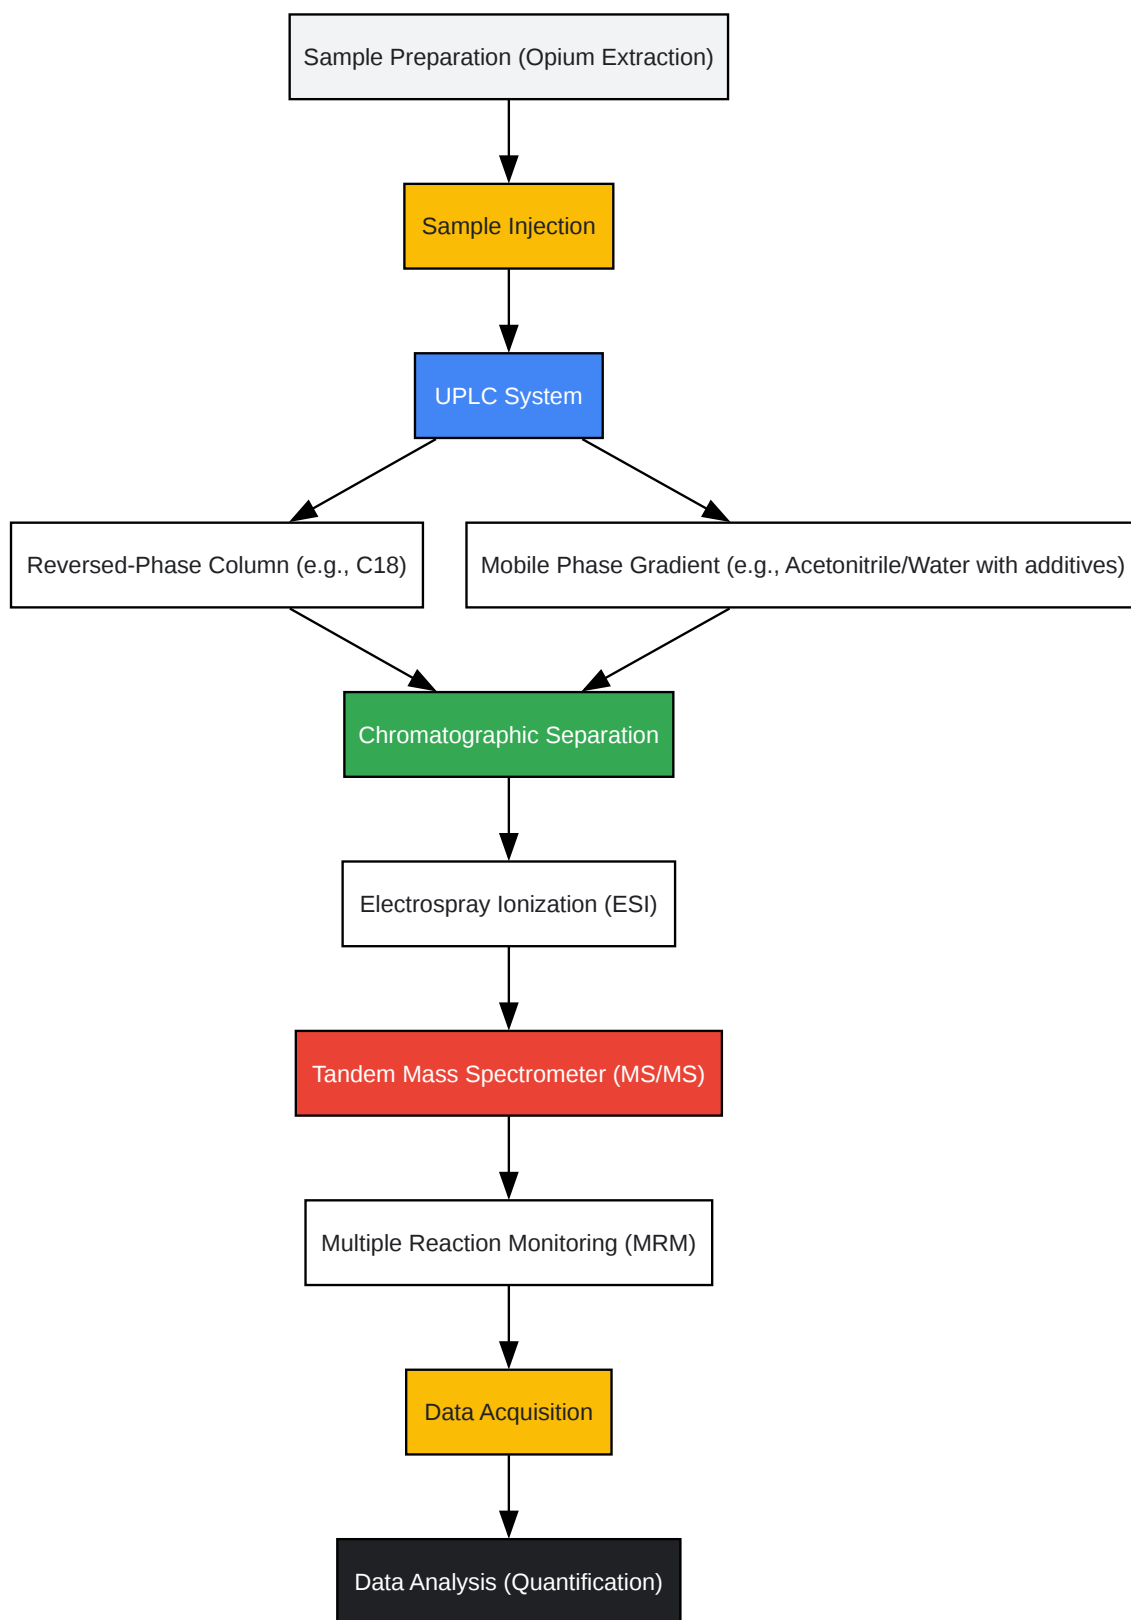 Sample Preparation (Opium Extraction)
Sample Injection
UPLC System
Reversed-Phase Column (e.g., C18)
Mobile Phase Gradient (e.g., Acetonitrile/Water with additives)
Chromatographic Separation
Electrospray Ionization (ESI)
Tandem Mass Spectrometer (MS/MS)
Multiple Reaction Monitoring (MRM)
Data Acquisition
Data Analysis (Quantification)